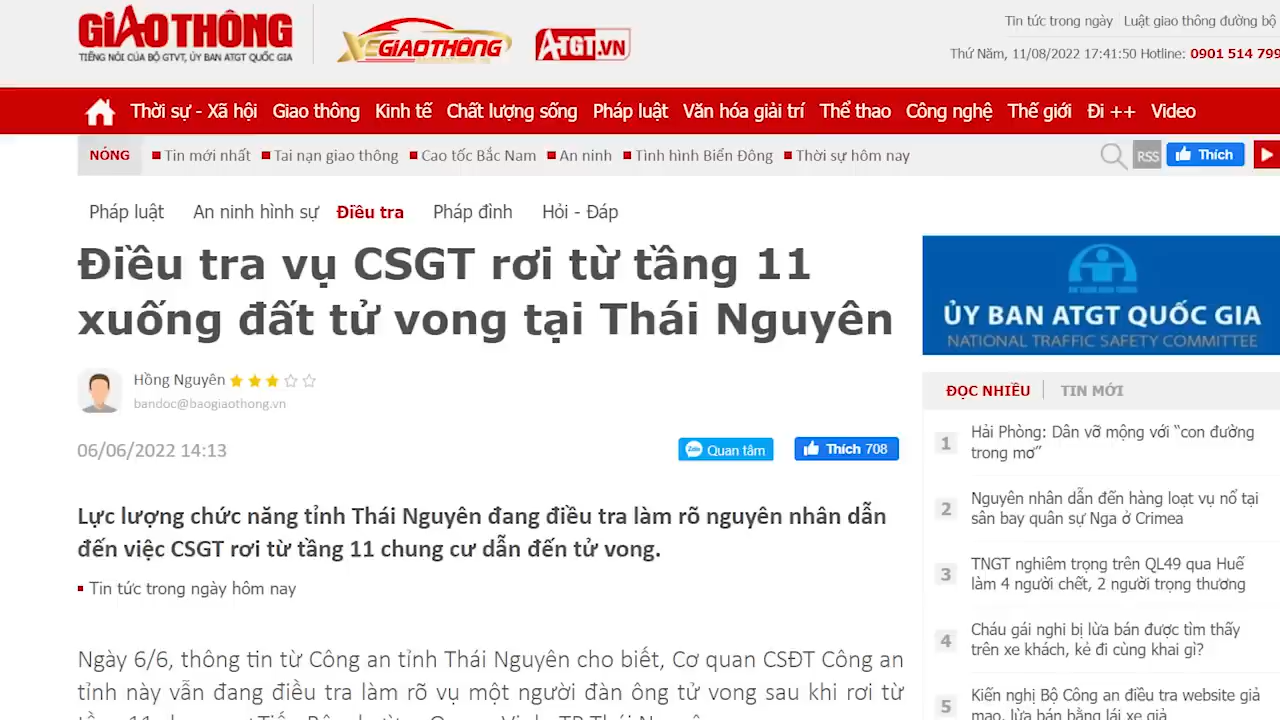 GIAO THÔNG
TIẾNG NÓI CỦA BỘ GTVT, ỦY BAN ATGT QUỐC GIA
XEGIAOTHÔNG
ATGT.VN
Tin tức trong ngày Luật giao thông đường bộ
Thứ Năm, 11/08/2022 17:41:50 Hotline: 0901 514 799
Thời sự - Xã hội Giao thông Kinh tế Chất lượng sống Pháp luật Văn hóa giải trí Thể thao Công nghệ Thế giới Đi ++ Video
NÓNG Tin mới nhất Tai nạn giao thông Cao tốc Bắc Nam An ninh Tình hình Biển Đông Thời sự hôm nay RSS Thích
Pháp luật An ninh hình sự Điều tra Pháp đình Hỏi - Đáp
Điều tra vụ CSGT rơi từ tầng 11
xuống đất tử vong tại Thái Nguyên
Hồng Nguyên
bandoc@baogiaothong.vn
06/06/2022 14:13
Zalo Quan tâm Thích 708
Lực lượng chức năng tỉnh Thái Nguyên đang điều tra làm rõ nguyên nhân dẫn
đến việc CSGT rơi từ tầng 11 chung cư dẫn đến tử vong.
Tin tức trong ngày hôm nay
Ngày 6/6, thông tin từ Công an tỉnh Thái Nguyên cho biết, Cơ quan CSĐT Công an
tỉnh này vẫn đang điều tra làm rõ vụ một người đàn ông tử vong sau khi rơi từ
ỦY BAN ATGT QUỐC GIA
NATIONAL TRAFFIC SAFETY COMMITTEE
ĐỌC NHIỀU TIN MỚI
1 Hải Phòng: Dân vỡ mộng với “con đường
trong mơ”
2 Nguyên nhân dẫn đến hàng loạt vụ nổ tại
sân bay quân sự Nga ở Crimea
3 TNGT nghiêm trọng trên QL49 qua Huế
làm 4 người chết, 2 người trọng thương
4 Cháu gái nghi bị lừa bán được tìm thấy
trên xe khách, kẻ đi cùng khai gì?
5 Kiến nghị Bộ Công an điều tra website giả
mạo, lừa bán bằng lái xe giả